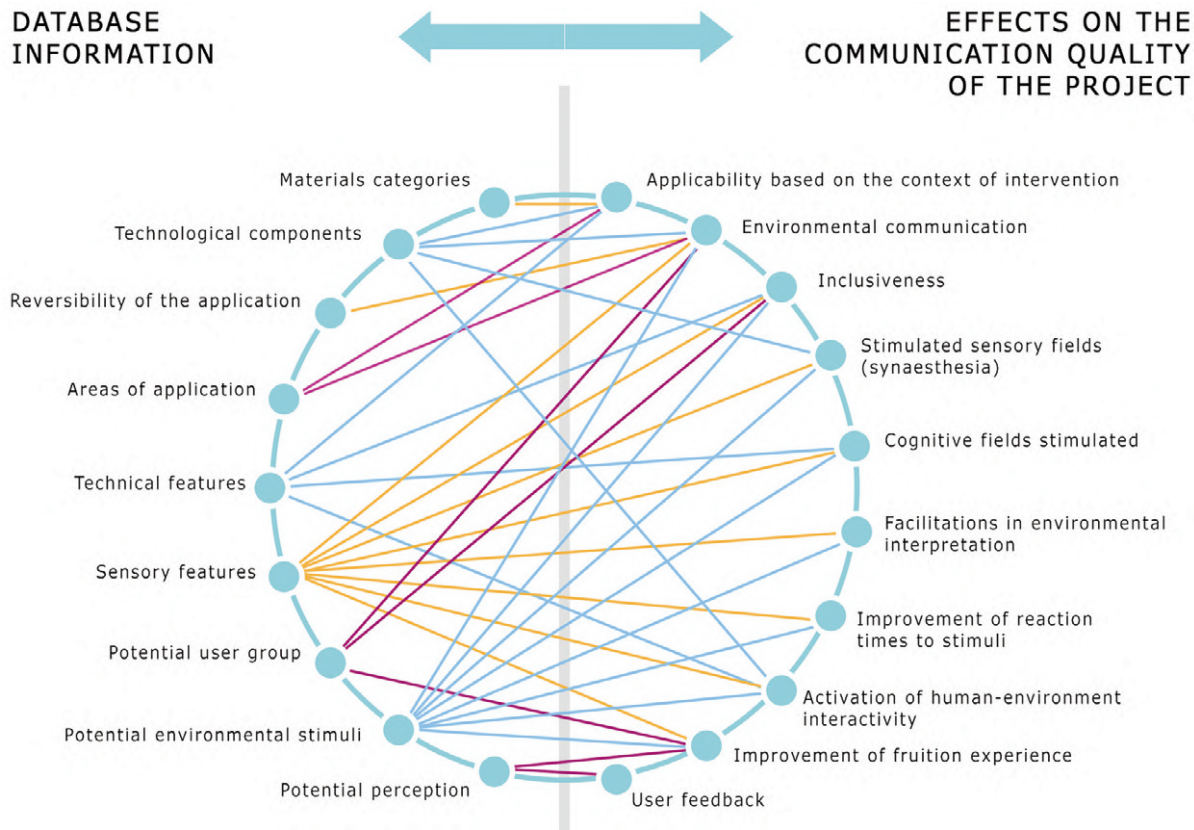 DATABASE
INFORMATION
EFFECTS ON THE
COMMUNICATION QUALITY
OF THE PROJECT
Materials categories
Technological components
Reversibility of the application
Areas of application
Technical features
Sensory features
Potential user group
Potential environmental stimuli
Potential perception
Applicability based on the context of intervention
Environmental communication
Inclusiveness
Stimulated sensory fields
(synaesthesia)
Cognitive fields stimulated
Facilitations in environmental
interpretation
Improvement of reaction
times to stimuli
Activation of human-environment
interactivity
Improvement of fruition experience
User feedback